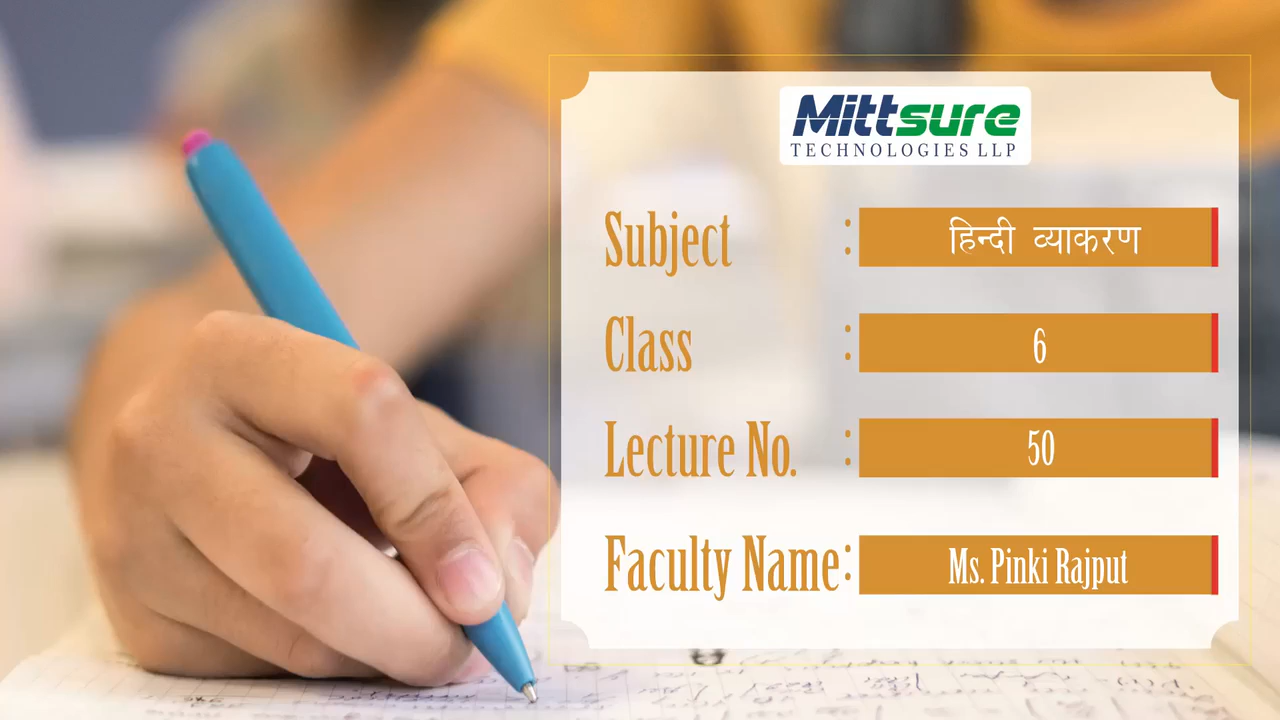 Mittsure
TECHNOLOGIES LLP
Subject : हिन्दी व्याकरण
Class : 6
Lecture No. : 50
Faculty Name : Ms. Pinki Rajput